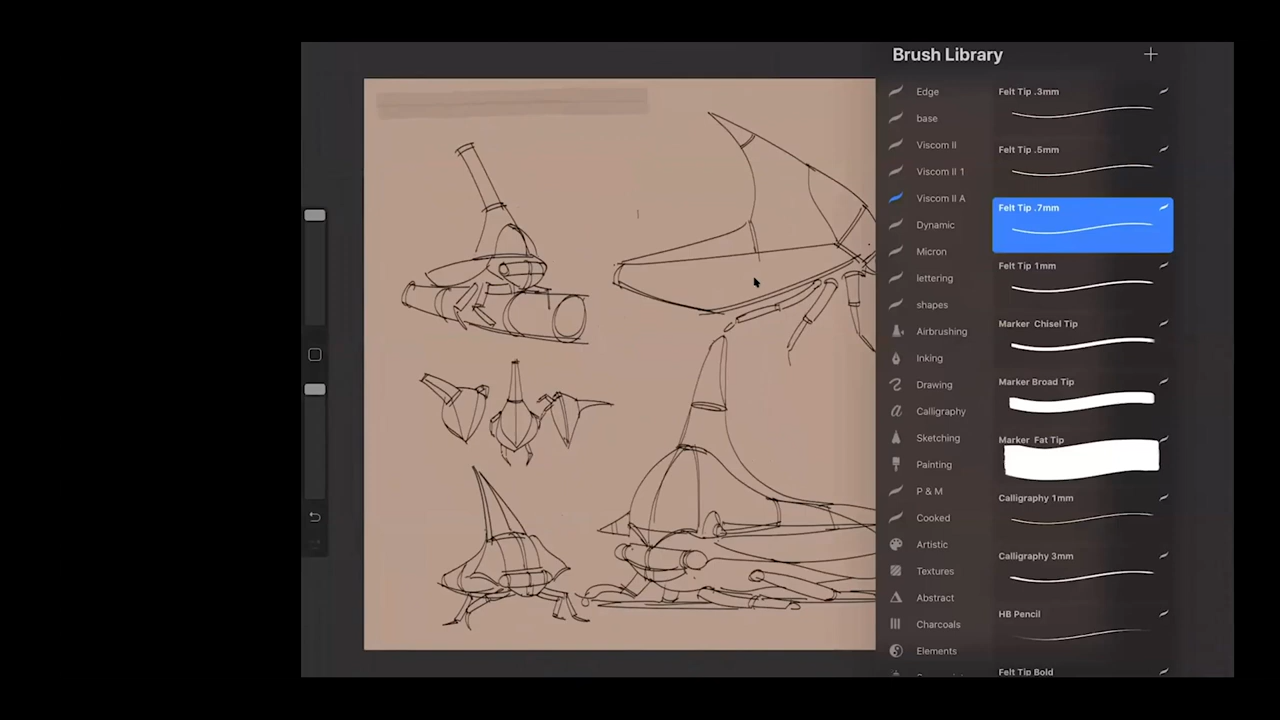 Brush Library
Edge
base
Viscom II
Viscom II 1
Viscom II A
Dynamic
Micron
lettering
shapes
Airbrushing
Inking
Drawing
Calligraphy
Sketching
Painting
P & M
Cooked
Artistic
Textures
Abstract
Charcoals
Elements
Felt Tip .3mm
Felt Tip .5mm
Felt Tip .7mm
Felt Tip 1mm
Marker Chisel Tip
Marker Broad Tip
Marker Fat Tip
Calligraphy 1mm
Calligraphy 3mm
HB Pencil
Felt Tip Bold